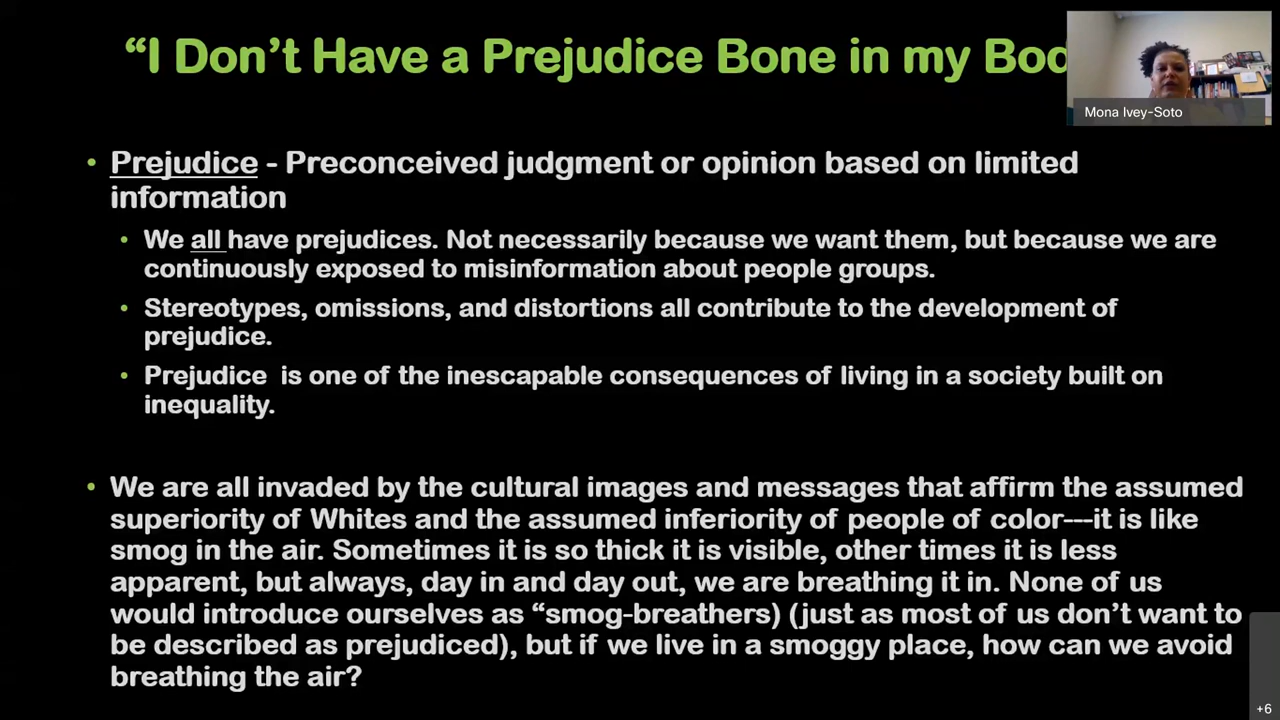 “I Don’t Have a Prejudice Bone in my
Mona Ivey-Soto
• Prejudice - Preconceived judgment or opinion based on limited
information
• We all have prejudices. Not necessarily because we want them, but because we are
continuously exposed to misinformation about people groups.
• Stereotypes, omissions, and distortions all contribute to the development of
prejudice.
• Prejudice is one of the inescapable consequences of living in a society built on
inequality.
• We are all invaded by the cultural images and messages that affirm the assumed
superiority of Whites and the assumed inferiority of people of color---it is like
smog in the air. Sometimes it is so thick it is visible, other times it is less
apparent, but always, day in and day out, we are breathing it in. None of us
would introduce ourselves as “smog-breathers) (just as most of us don’t want to
be described as prejudiced), but if we live in a smoggy place, how can we avoid
breathing the air?
+6